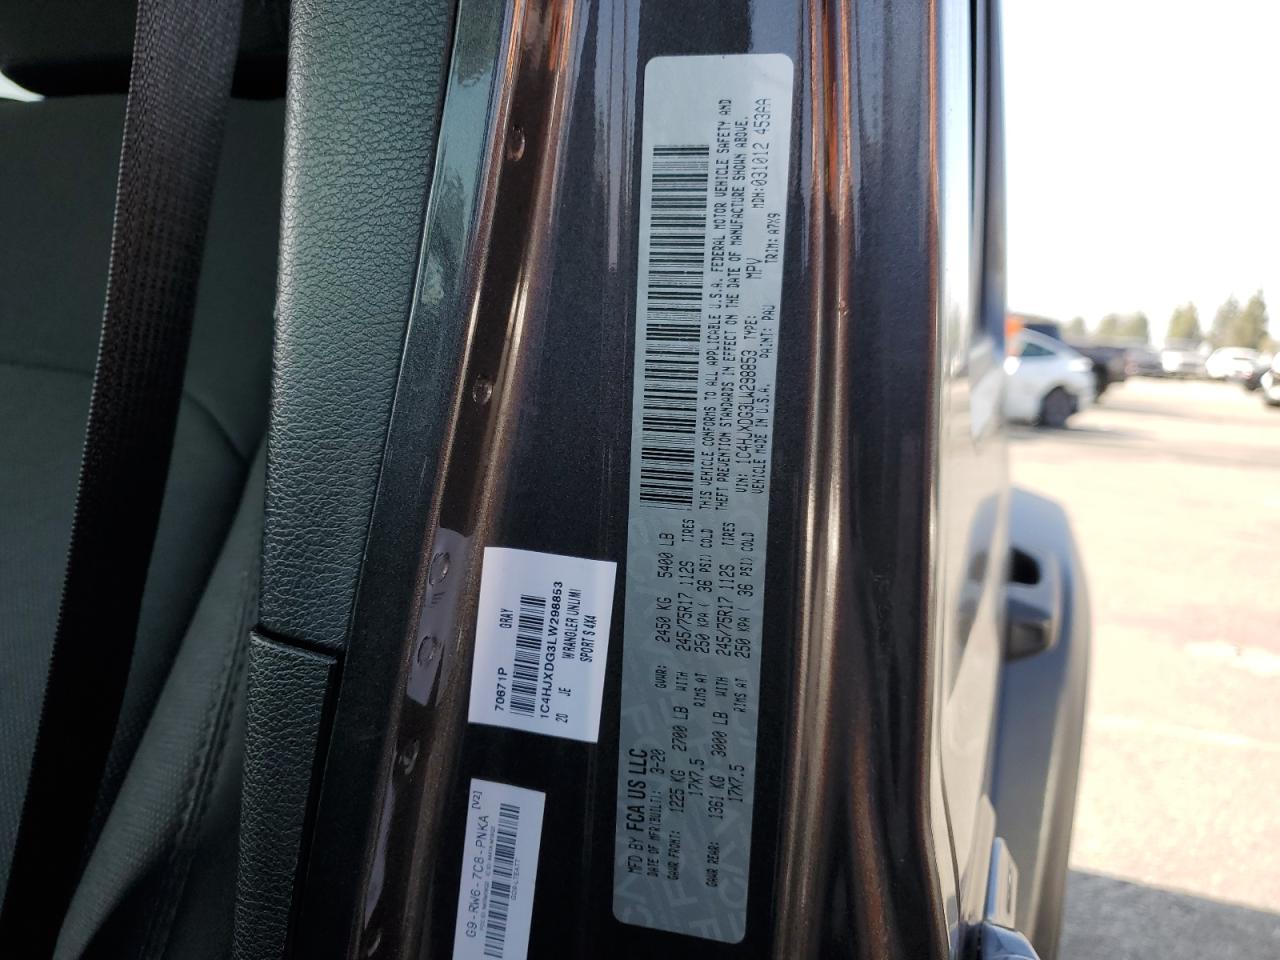 MFD BY FCA US LLC
DATE OF MFR(BUILT): 3-20 GVWR: 2450 KG 5400 LB
GAWR FRONT: 1225 KG 2700 LB WITH 245/75R17 112S TIRES
17X7.5 RIMS AT 250 KPA( 36 PSI) COLD
GAWR REAR: 1361 KG 3000 LB WITH 245/75R17 112S TIRES
17X7.5 RIMS AT 250 KPA( 36 PSI) COLD
THIS VEHICLE CONFORMS TO ALL APPLICABLE U.S.A. FEDERAL MOTOR VEHICLE SAFETY AND
THEFT PREVENTION STANDARDS IN EFFECT ON THE DATE OF MANUFACTURE SHOWN ABOVE.
VIN: 1C4HJXDG3LW298853 TYPE: MPV MDH:031012 453AA
VEHICLE MADE IN U.S.A. PAINT: PAU TRIM: A7X9
70671P GRAY
1C4HJXDG3LW298853
20 JE WRANGLER UNLIMI
SPORT S 4X4
G9-RW6-7C8-PNKA [V2]